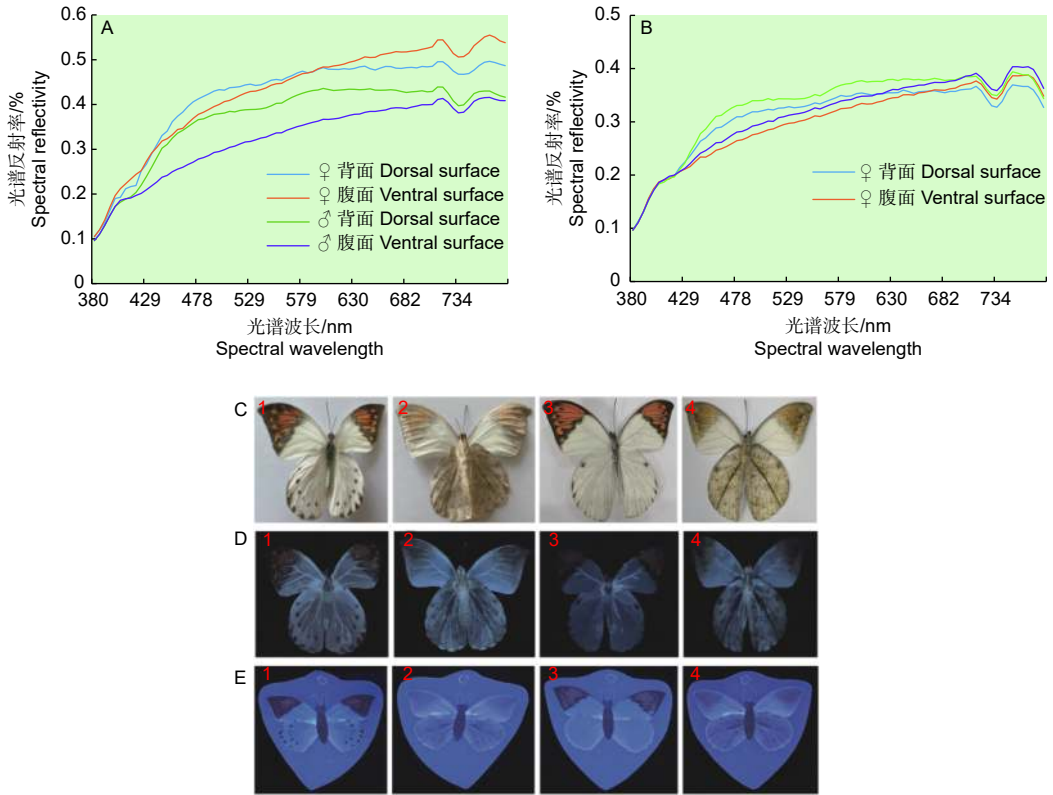 A
0.6
0.5
0.4
0.3
0.2
0.1
0
光谱反射率/%
Spectral reflectivity
♀ 背面 Dorsal surface
♀ 腹面 Ventral surface
♂ 背面 Dorsal surface
♂ 腹面 Ventral surface
380 429 478 529 579 630 682 734
光谱波长/nm
Spectral wavelength
B
0.5
0.4
0.3
0.2
0.1
0
光谱反射率/%
Spectral reflectivity
♀ 背面 Dorsal surface
♀ 腹面 Ventral surface
380 429 478 529 579 630 682 734
光谱波长/nm
Spectral wavelength
C 1 2 3 4
D 1 2 3 4
E 1 2 3 4